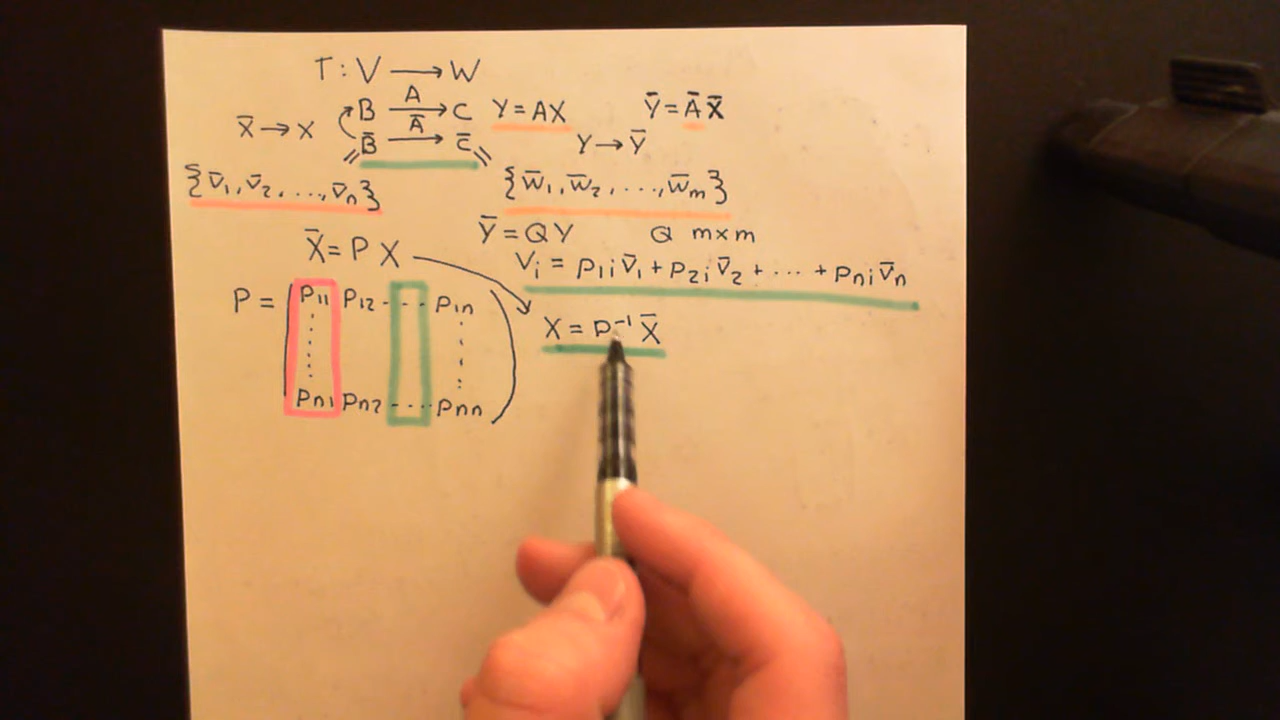 T : V → W
B —A→ C Y = AX Ȳ = ĀX̄
X̄ → X B̄ —Ā→ C̄ Y → Ȳ
{v̄₁, v̄₂, ..., v̄ₙ} {w̄₁, w̄₂, ..., w̄ₘ}
Ȳ = QY Q m×m
X̄ = P X
Vᵢ = p₁ᵢv̄₁ + p₂ᵢv̄₂ + ··· + pₙᵢv̄ₙ
P = ( p₁₁ p₁₂ ··· p₁ₙ
X = P⁻¹ X̄
pₙ₁ pₙ₂ ··· pₙₙ )